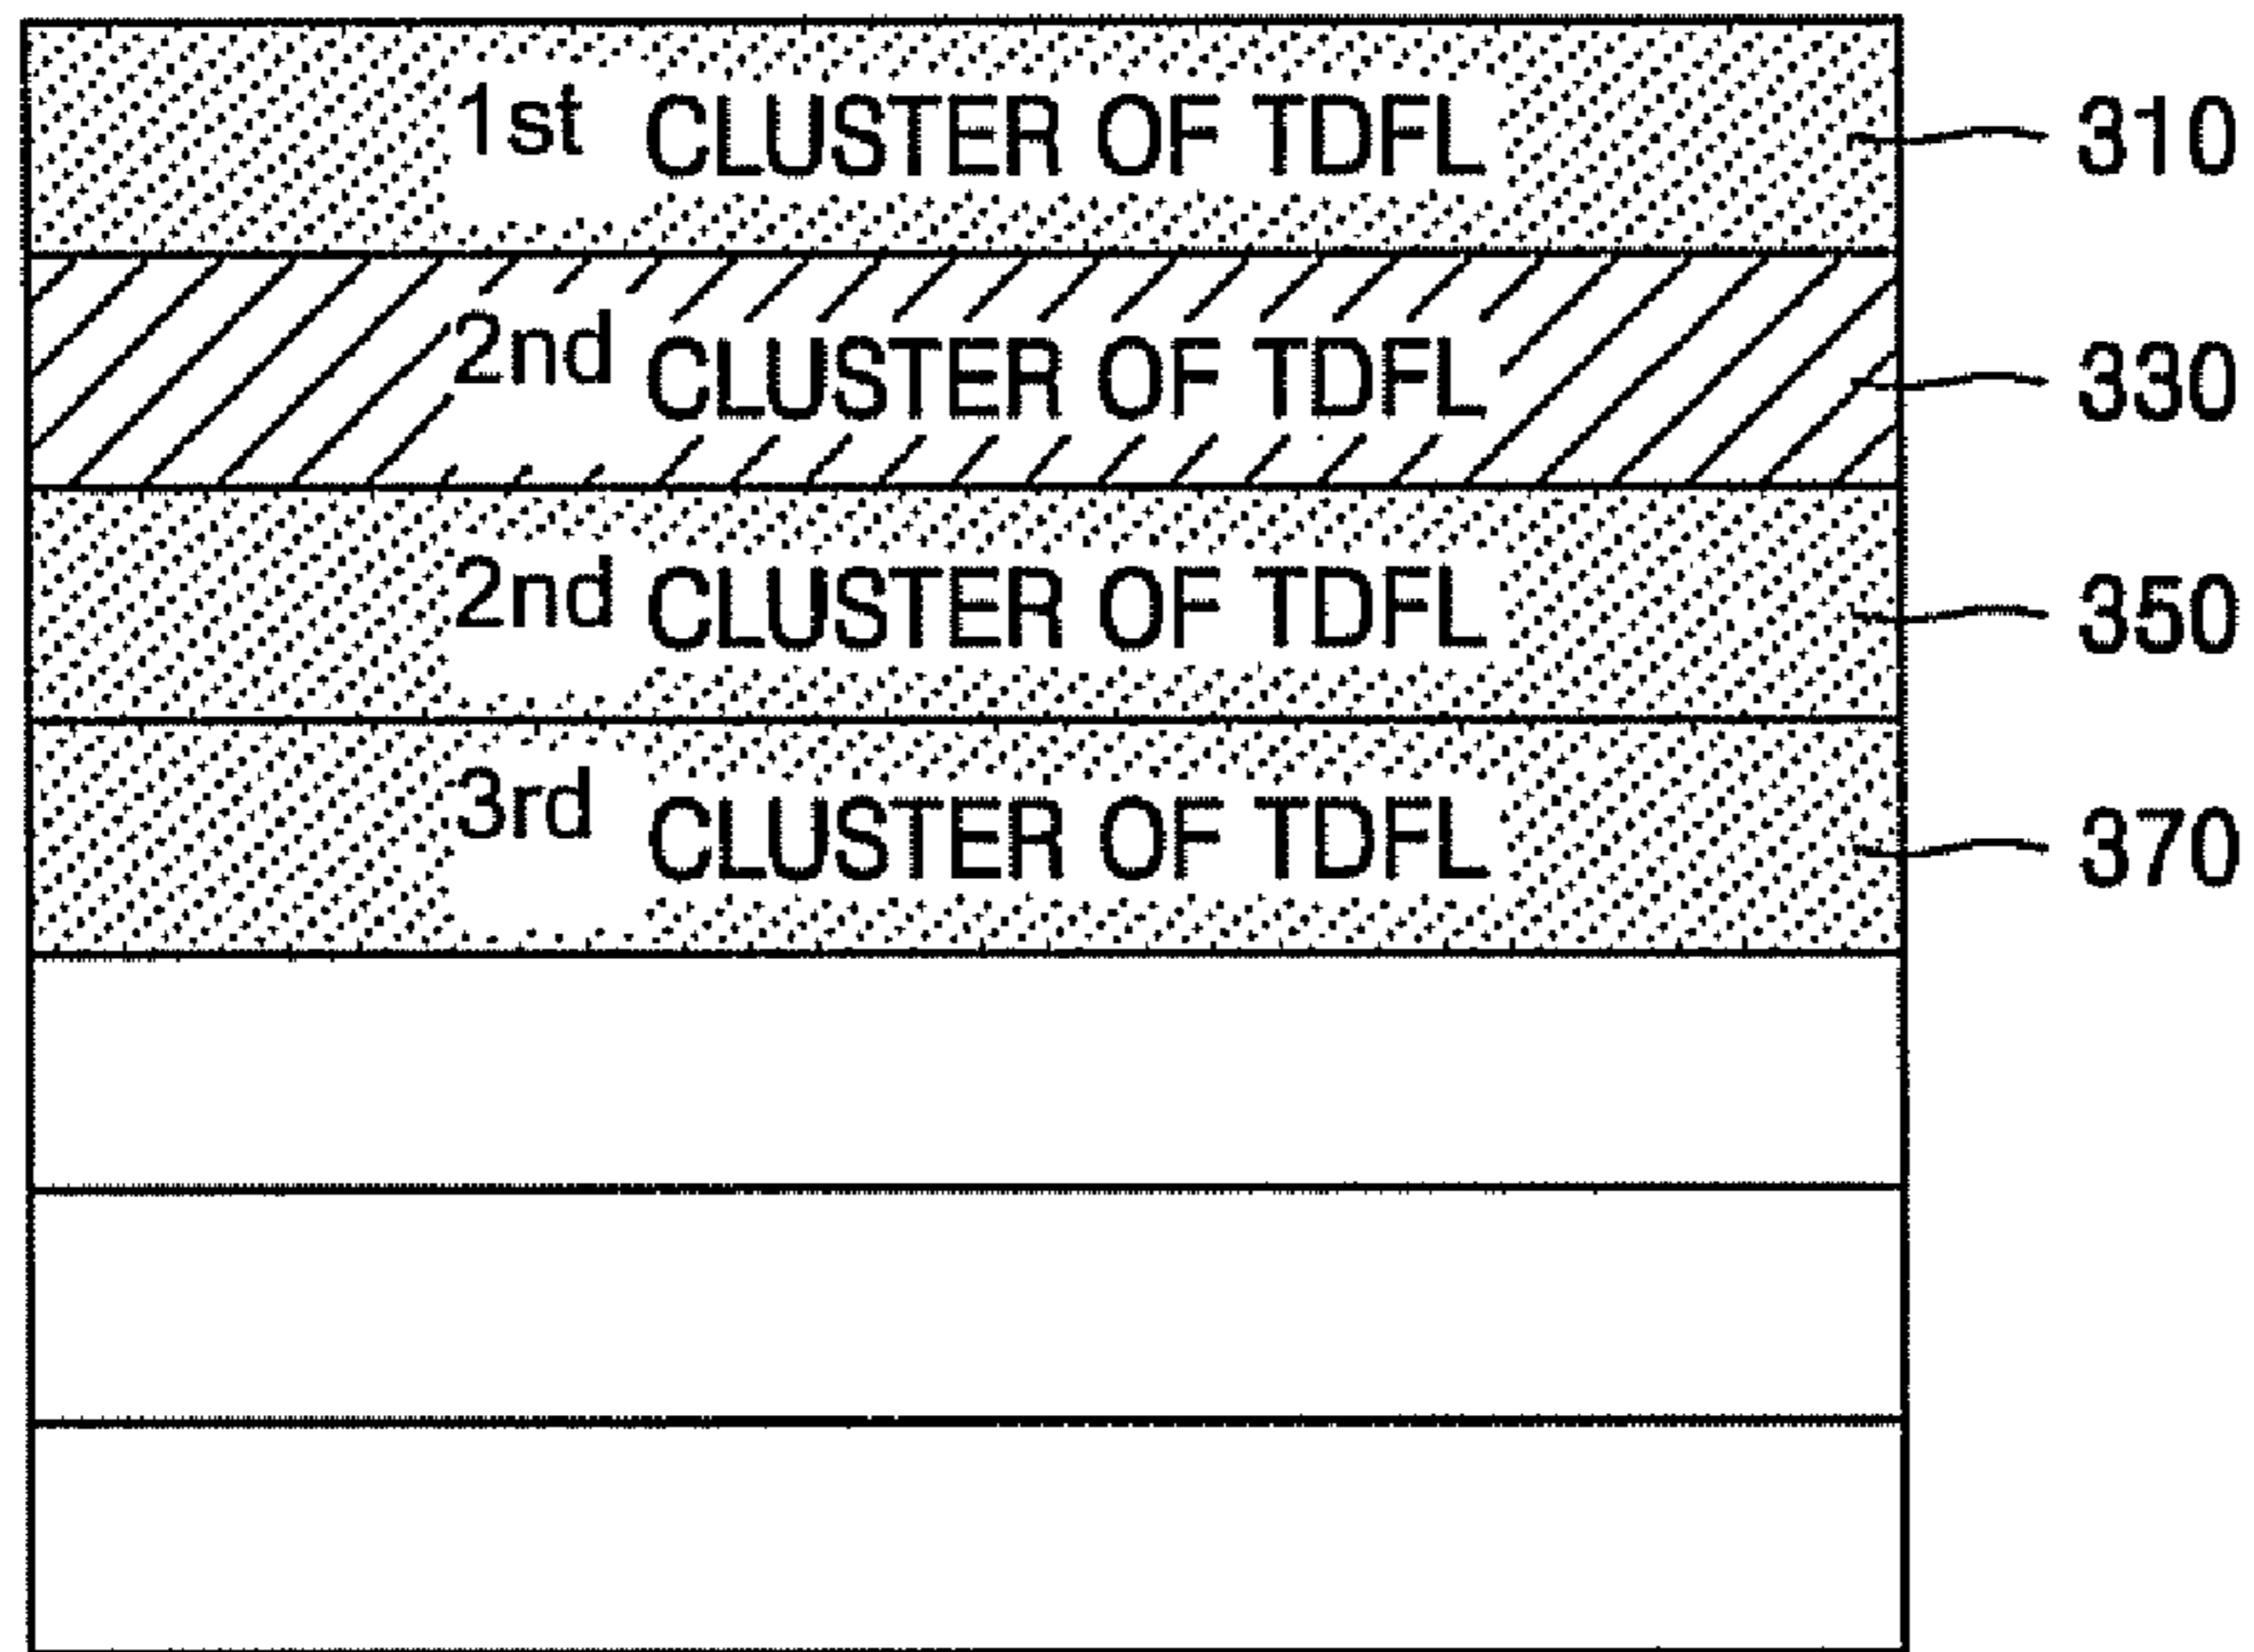 1st CLUSTER OF TDFL 310
2nd CLUSTER OF TDFL 330
2nd CLUSTER OF TDFL 350
3rd CLUSTER OF TDFL 370